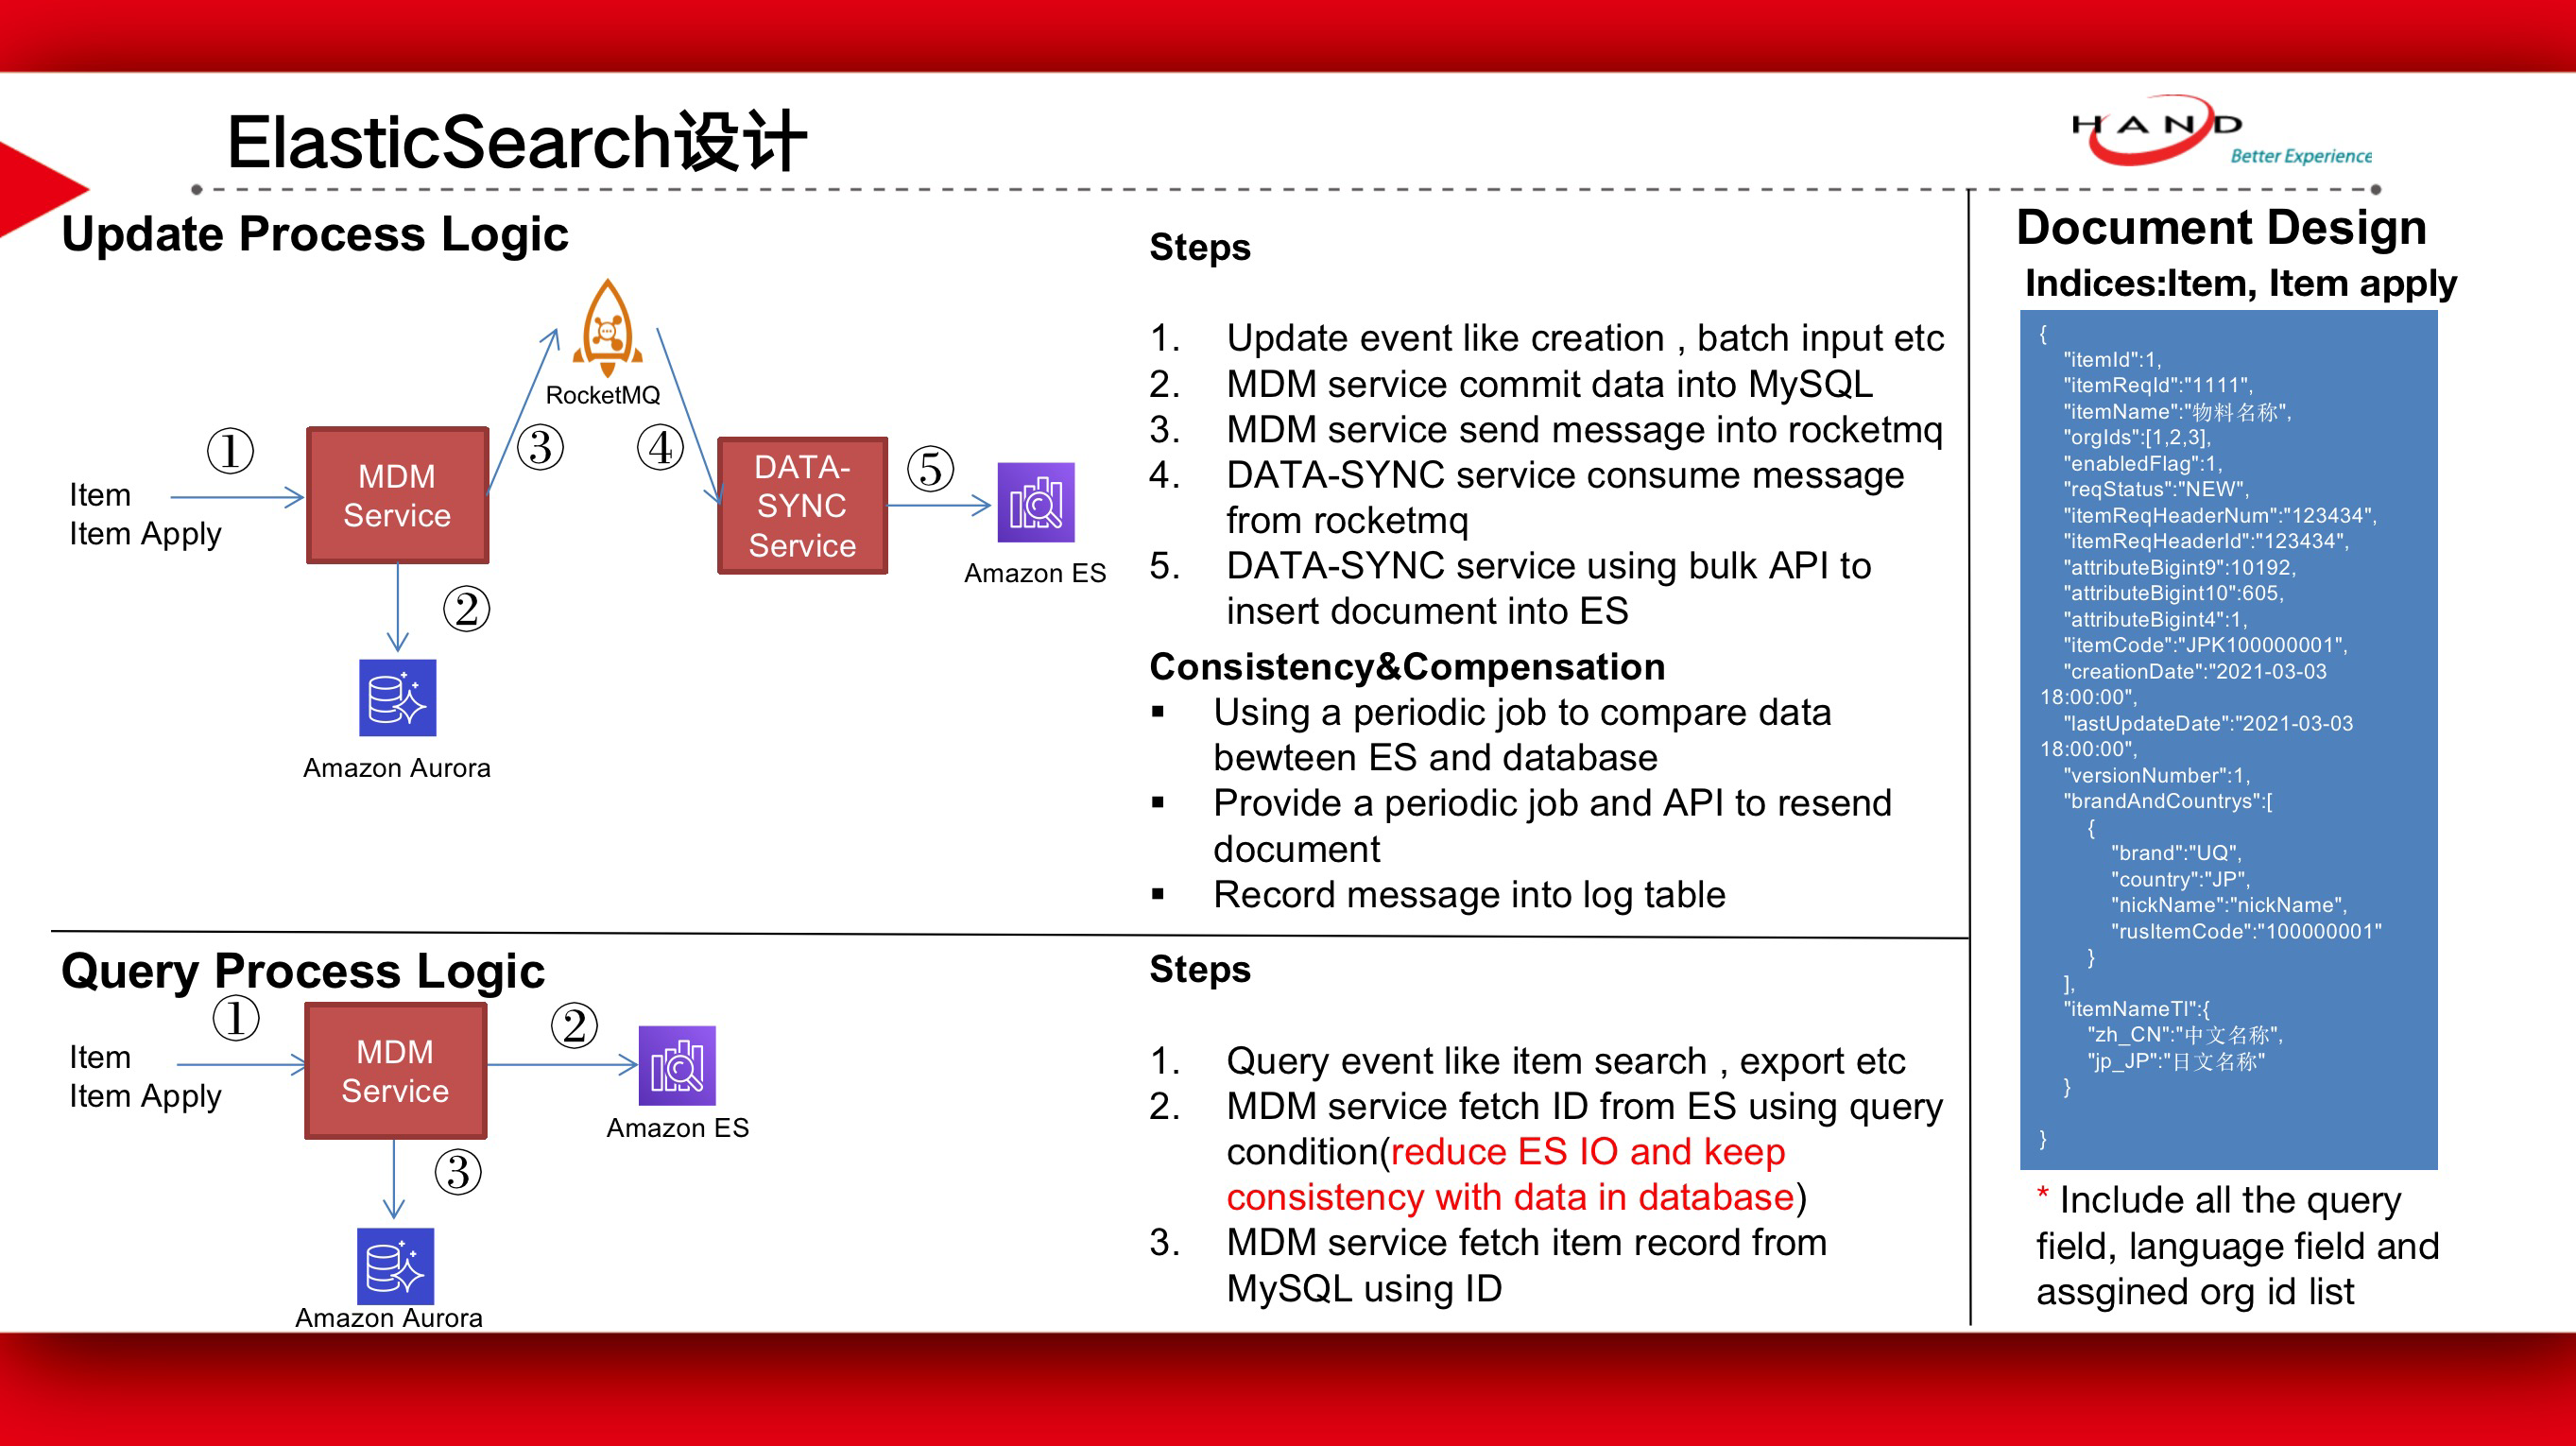 ElasticSearch设计
HAND
Better Experience
Update Process Logic
RocketMQ
①
③
④
⑤
Item
Item Apply
MDM
Service
DATA-
SYNC
Service
Amazon ES
②
Amazon Aurora
Steps
1. Update event like creation , batch input etc
2. MDM service commit data into MySQL
3. MDM service send message into rocketmq
4. DATA-SYNC service consume message
from rocketmq
5. DATA-SYNC service using bulk API to
insert document into ES
Consistency&Compensation
▪ Using a periodic job to compare data
bewteen ES and database
▪ Provide a periodic job and API to resend
document
▪ Record message into log table
Query Process Logic
①
②
Item
Item Apply
MDM
Service
Amazon ES
③
Amazon Aurora
Steps
1. Query event like item search , export etc
2. MDM service fetch ID from ES using query
condition(reduce ES IO and keep
consistency with data in database)
3. MDM service fetch item record from
MySQL using ID
Document Design
Indices:Item, Item apply
{
"itemId":1,
"itemReqId":"1111",
"itemName":"物料名称",
"orgIds":[1,2,3],
"enabledFlag":1,
"reqStatus":"NEW",
"itemReqHeaderNum":"123434",
"itemReqHeaderId":"123434",
"attributeBigint9":10192,
"attributeBigint10":605,
"attributeBigint4":1,
"itemCode":"JPK100000001",
"creationDate":"2021-03-03
18:00:00",
"lastUpdateDate":"2021-03-03
18:00:00",
"versionNumber":1,
"brandAndCountrys":[
{
"brand":"UQ",
"country":"JP",
"nickName":"nickName",
"rusItemCode":"100000001"
}
],
"itemNameTl":{
"zh_CN":"中文名称",
"jp_JP":"日文名称"
}
}
* Include all the query
field, language field and
assgined org id list